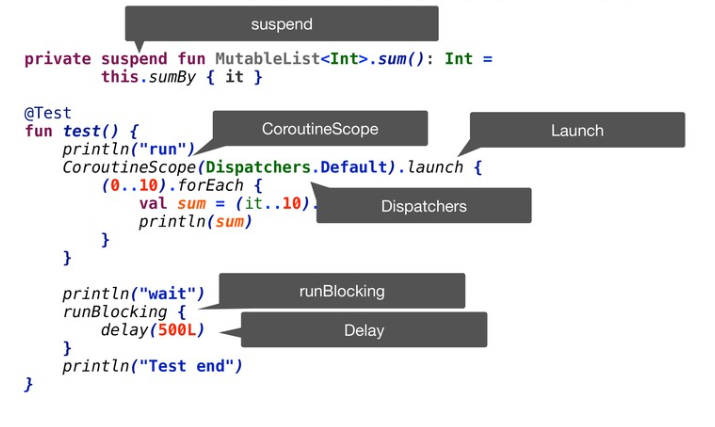 suspend
private suspend fun MutableList<Int>.sum(): Int =
this.sumBy { it }
@Test
fun test() {
CoroutineScope
Launch
println("run")
CoroutineScope(Dispatchers.Default).launch {
(0..10).forEach {
val sum = (it..10).
Dispatchers
println(sum)
}
}
println("wait")
runBlocking
runBlocking {
delay(500L)
Delay
}
println("Test end")
}